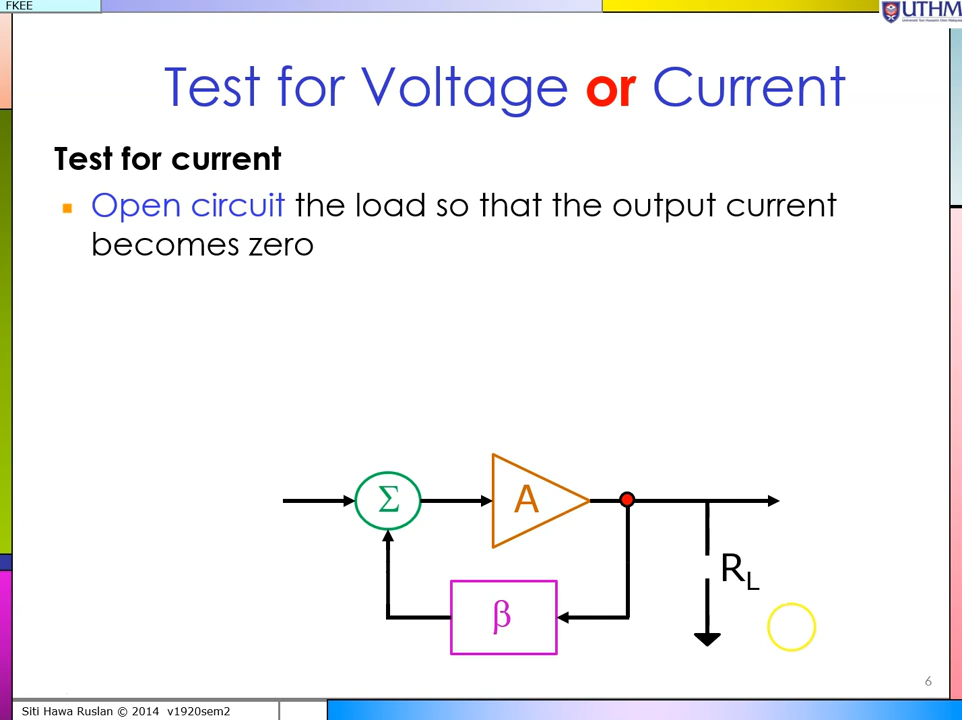 FKEE
UTHM
Test for Voltage or Current
Test for current
Open circuit the load so that the output current
becomes zero
Σ
A
R_L
β
6
Siti Hawa Ruslan © 2014 v1920sem2